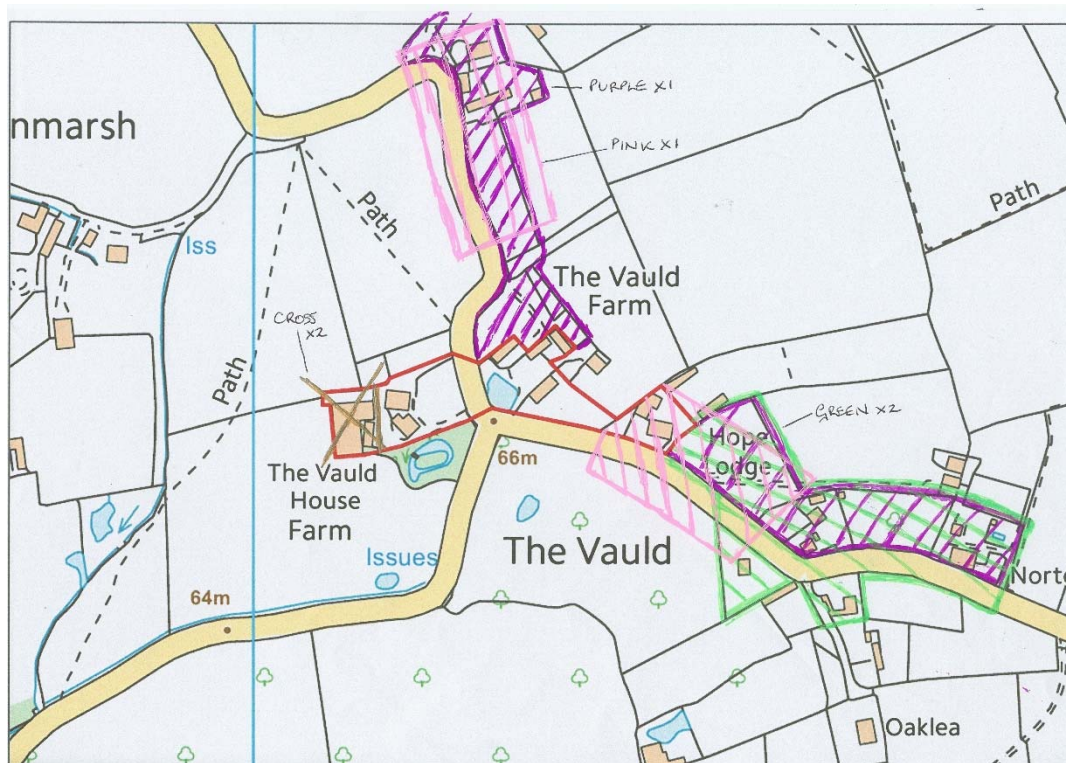 PURPLE X1
nmarsh
PINK X1
Path
Path
Iss
The Vauld
Farm
CROSS
X2
Path
GREEN X2
Hope
Lodge
66m
The Vauld
House
Farm
The Vauld
Issues
Norto
64m
Oaklea